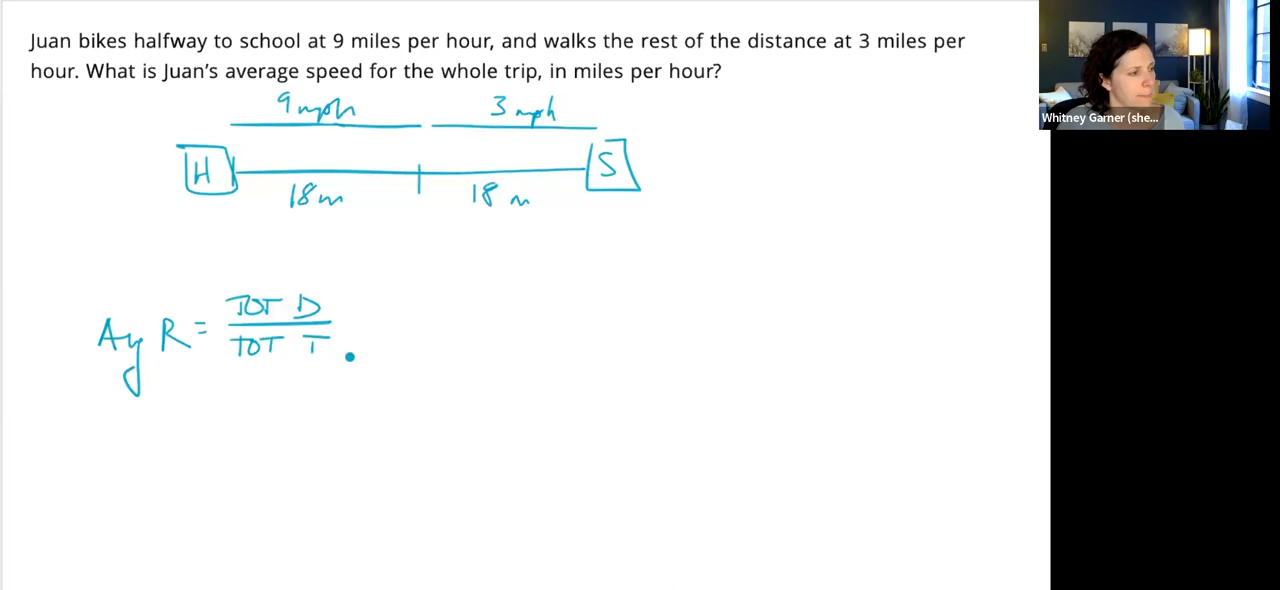 Juan bikes halfway to school at 9 miles per hour, and walks the rest of the distance at 3 miles per
hour. What is Juan's average speed for the whole trip, in miles per hour?
9 mph 3 mph
H S
18 m 18 m
Avg R = TOT D
TOT T
Whitney Garner (she...